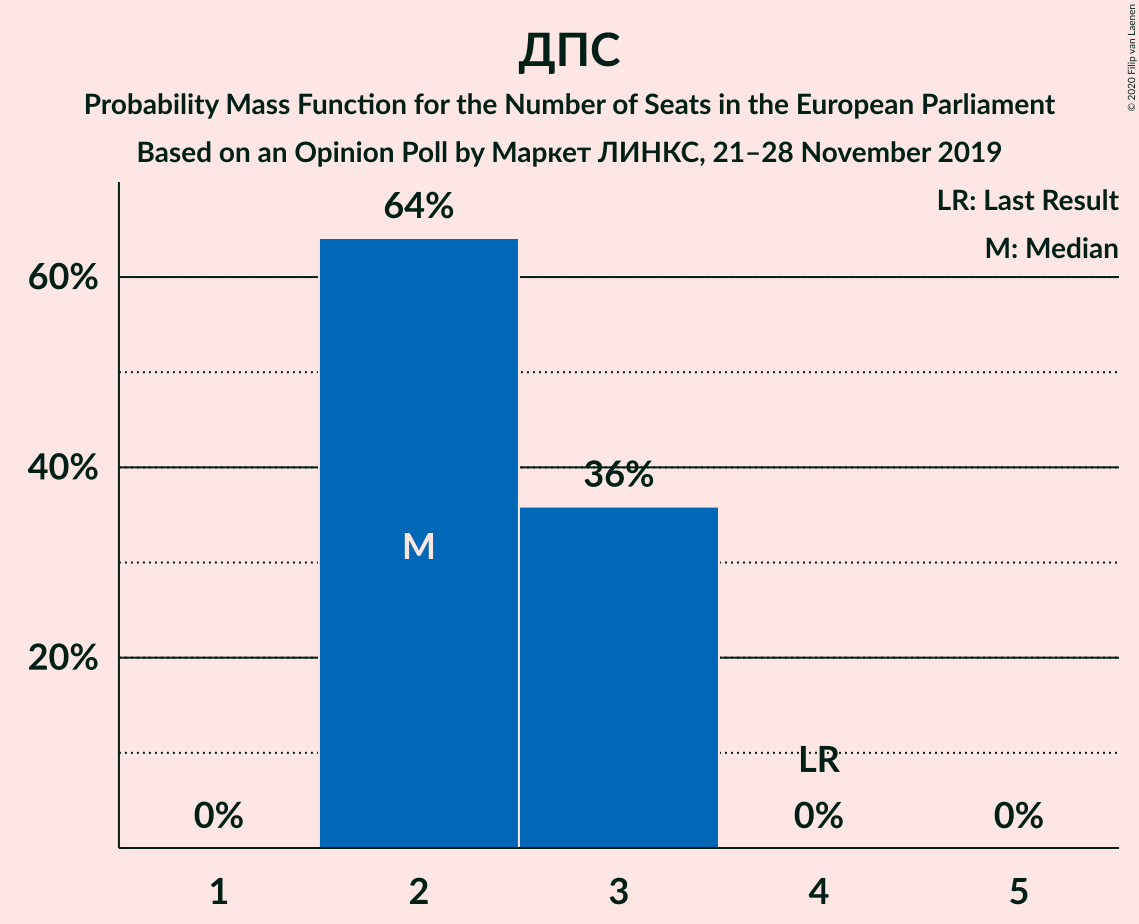 ДПС
Probability Mass Function for the Number of Seats in the European Parliament
Based on an Opinion Poll by Маркет ЛИНКС, 21–28 November 2019
© 2020 Filip van Laenen
LR: Last Result
M: Median
64%
60%
40%
36%
M
20%
LR
0%
0%
0%
1
2
3
4
5